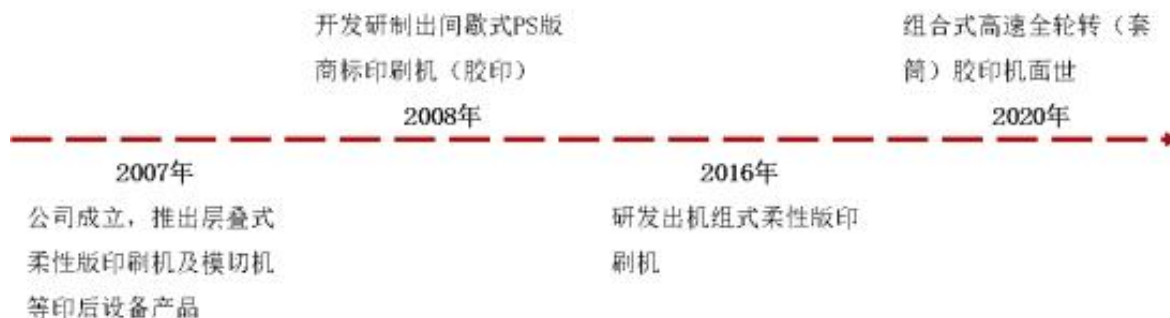 开发研制出间歇式PS版
商标印刷机（胶印）
2008年
组合式高速全轮转（套
筒）胶印机面世
2020年
2007年
公司成立，推出层叠式
柔性版印刷机及模切机
等印后设备产品
2016年
研发出机组式柔性版印
刷机